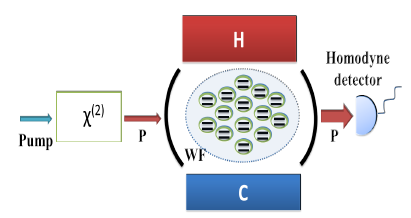 H
Homodyne
detector
χ(2)
Pump
P
WF
P
C